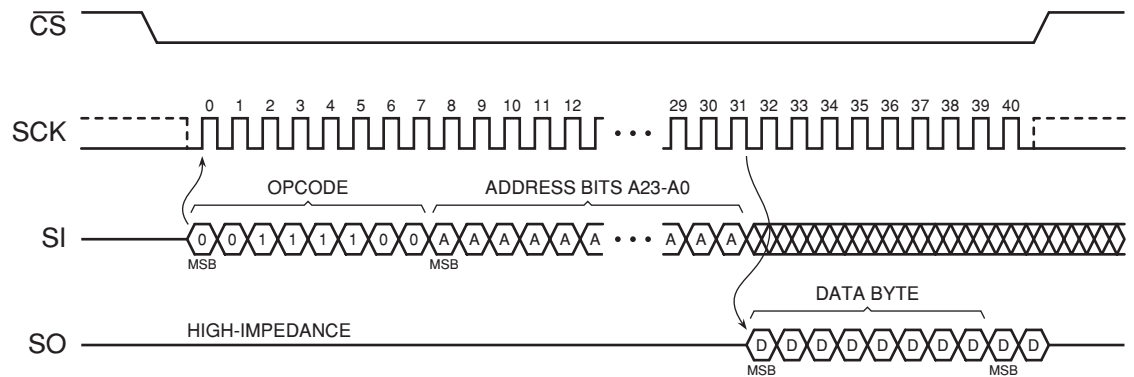 CS
0 1 2 3 4 5 6 7 8 9 10 11 12 29 30 31 32 33 34 35 36 37 38 39 40
SCK
OPCODE ADDRESS BITS A23-A0
SI 0 0 1 1 1 1 0 0 A A A A A A A A A
MSB MSB
DATA BYTE
HIGH-IMPEDANCE
SO D D D D D D D D D D
MSB MSB